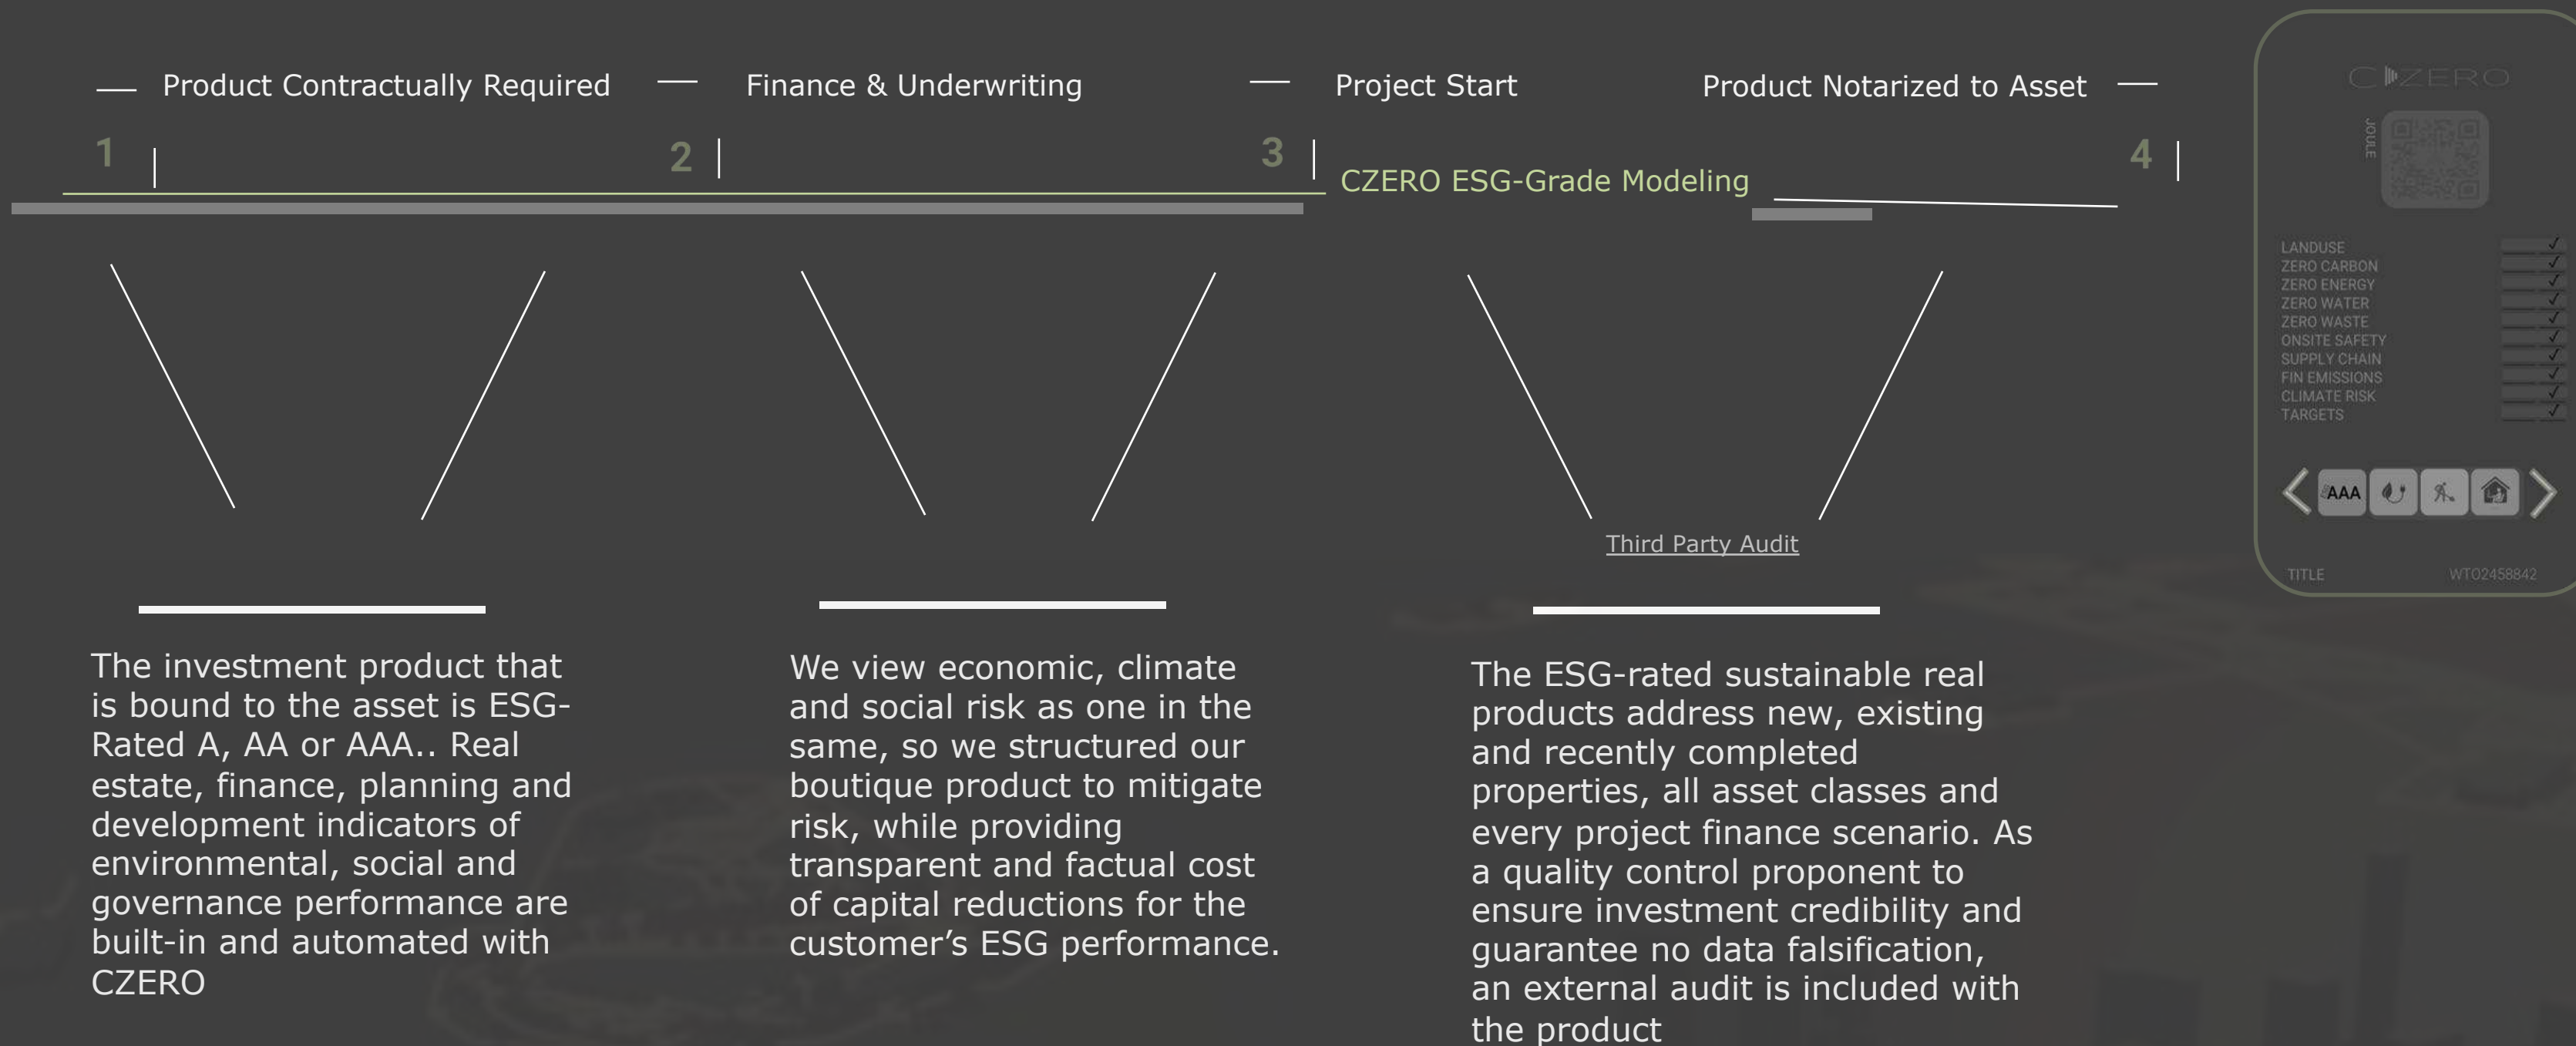 Product Contractually Required
Finance & Underwriting
Project Start
Product Notarized to Asset
1
2
3
4
CZERO ESG-Grade Modeling
Third Party Audit
The investment product that
is bound to the asset is ESG-
Rated A, AA or AAA.. Real
estate, finance, planning and
development indicators of
environmental, social and
governance performance are
built-in and automated with
CZERO
We view economic, climate
and social risk as one in the
same, so we structured our
boutique product to mitigate
risk, while providing
transparent and factual cost
of capital reductions for the
customer’s ESG performance.
The ESG-rated sustainable real
products address new, existing
and recently completed
properties, all asset classes and
every project finance scenario. As
a quality control proponent to
ensure investment credibility and
guarantee no data falsification,
an external audit is included with
the product
CZERO
JOULE
LANDUSE
ZERO CARBON
ZERO ENERGY
ZERO WATER
ZERO WASTE
ONSITE SAFETY
SUPPLY CHAIN
FIN EMISSIONS
CLIMATE RISK
TARGETS
AAA
TITLE
WTO2458842